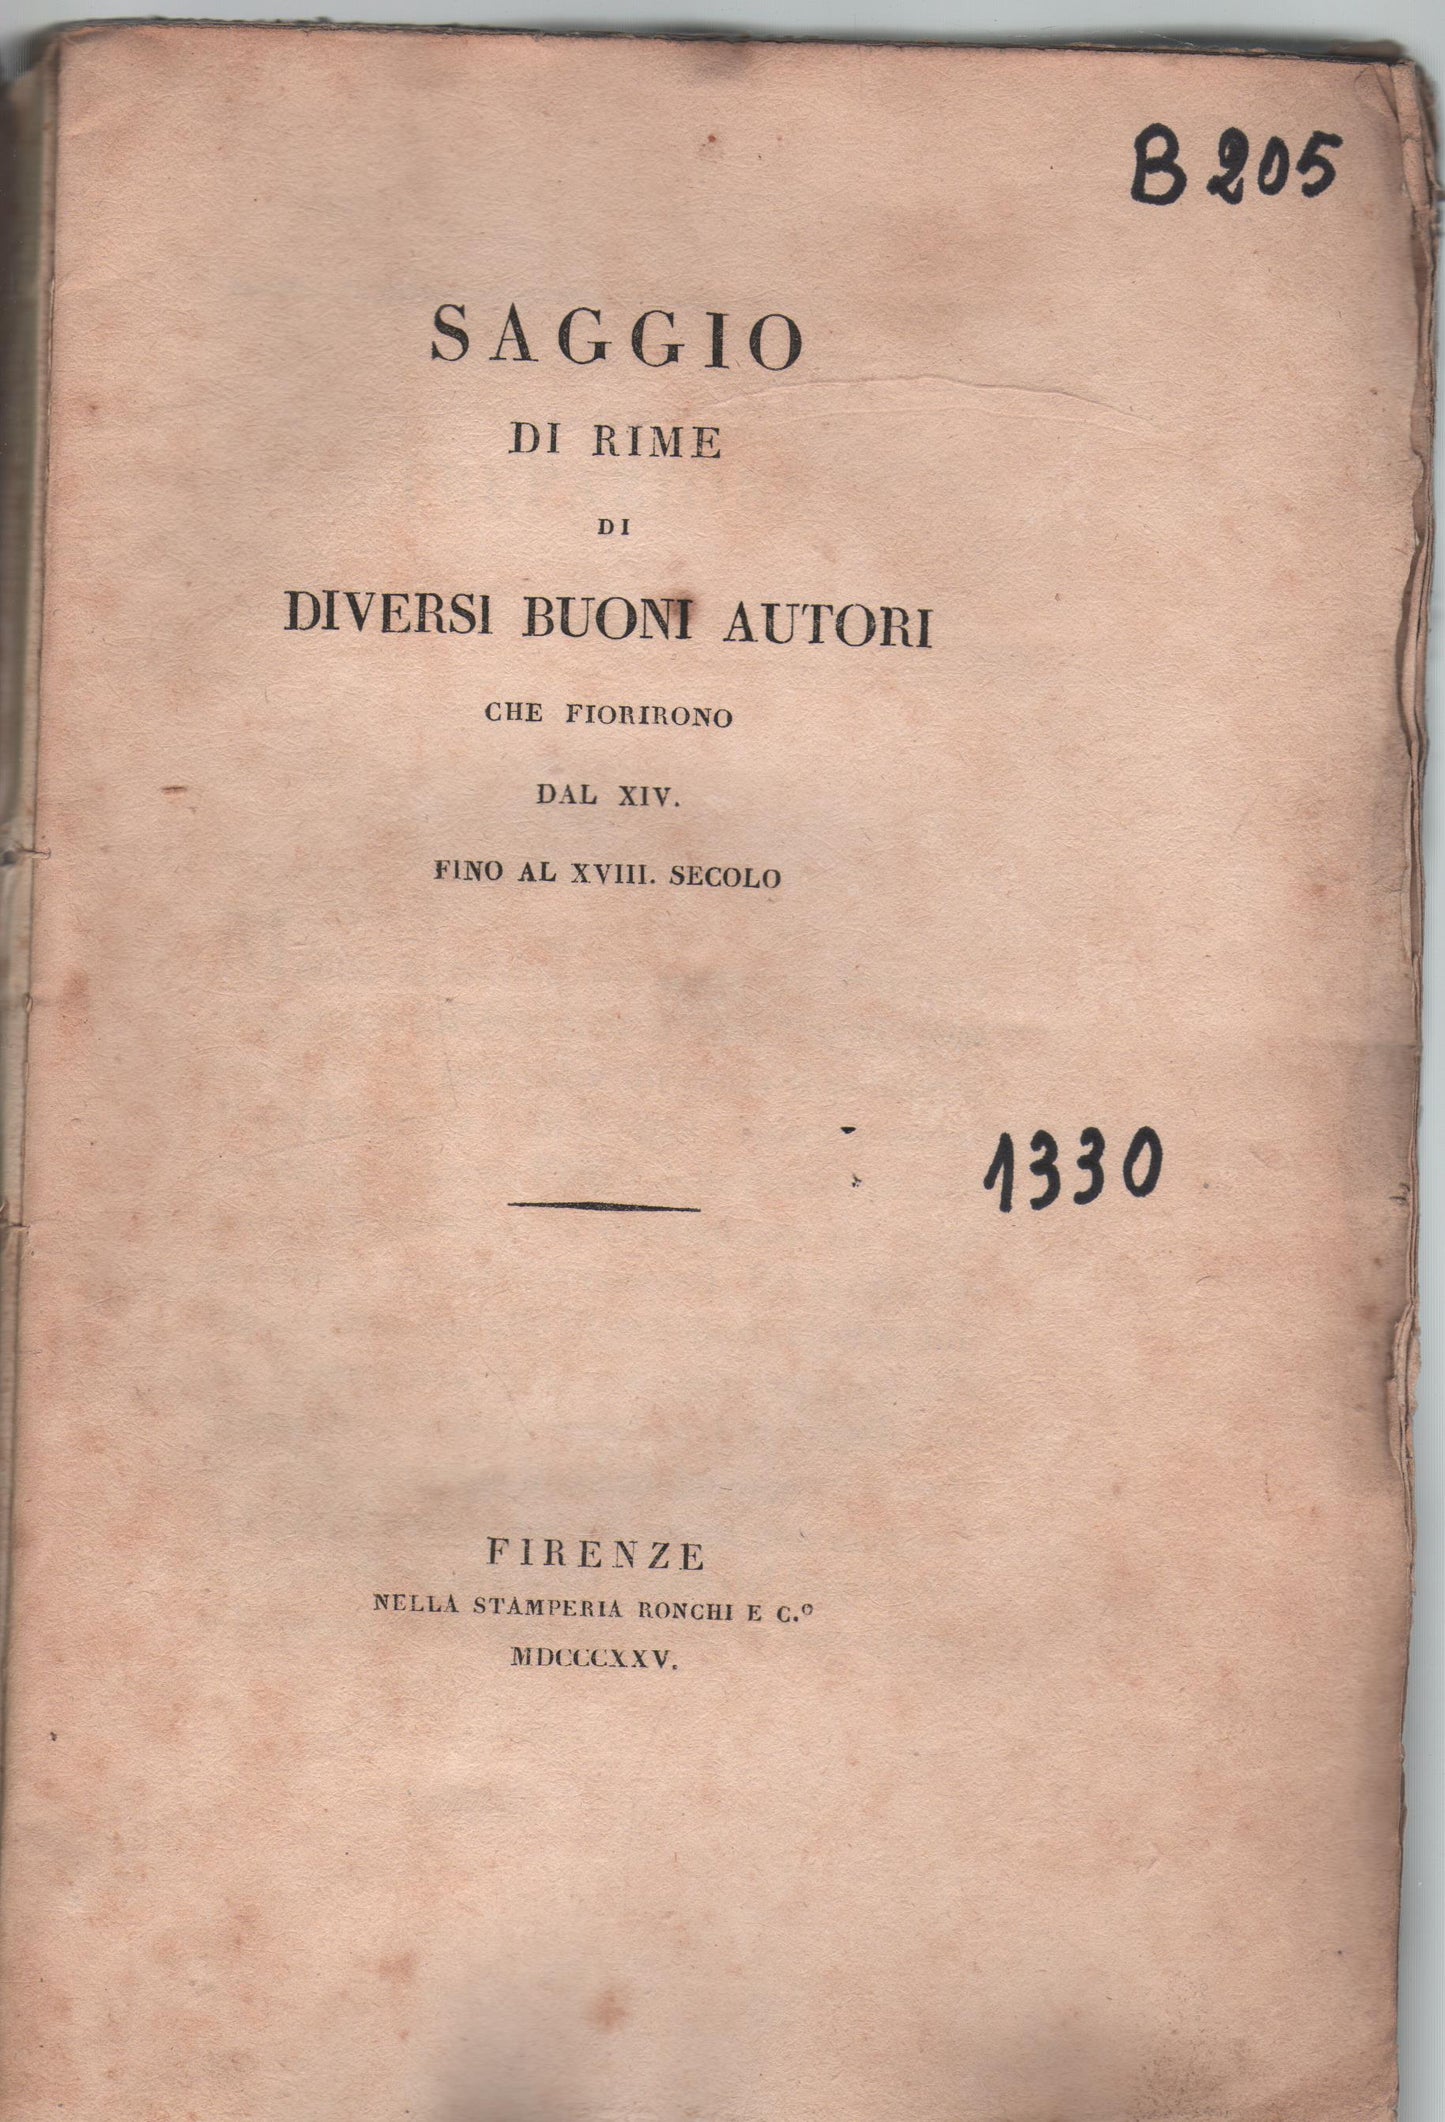 B 205
SAGGIO
DI RIME
DI
DIVERSI BUONI AUTORI
CHE FIORIRONO
DAL XIV.
FINO AL XVIII. SECOLO
1330
FIRENZE
NELLA STAMPERIA RONCHI E C.º
MDCCCXXV.